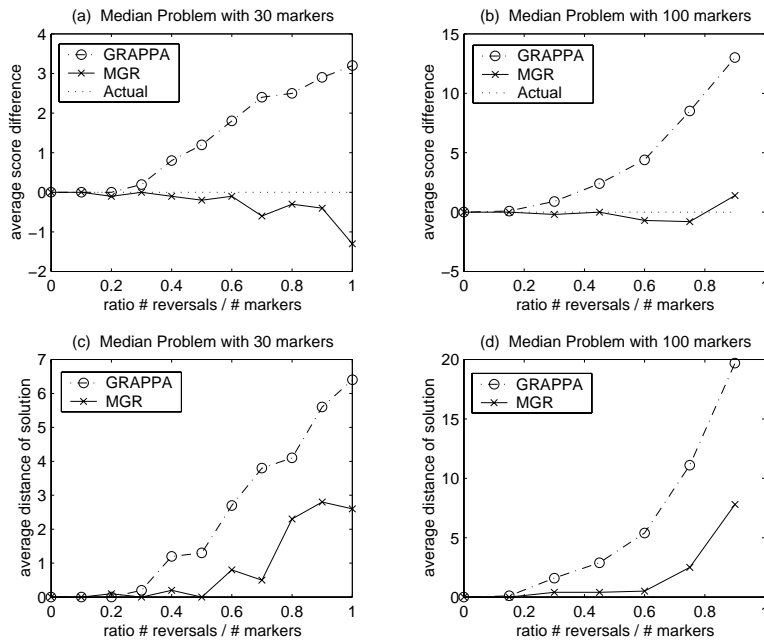 (a) Median Problem with 30 markers
4
3
2
1
0
−1
−2
average score difference
GRAPPA
MGR
Actual
0 0.2 0.4 0.6 0.8 1
ratio # reversals / # markers
(b) Median Problem with 100 markers
15
10
5
0
−5
average score difference
GRAPPA
MGR
Actual
0 0.2 0.4 0.6 0.8 1
ratio # reversals / # markers
(c) Median Problem with 30 markers
7
6
5
4
3
2
1
0
average distance of solution
GRAPPA
MGR
0 0.2 0.4 0.6 0.8 1
ratio # reversals / # markers
(d) Median Problem with 100 markers
20
15
10
5
0
average distance of solution
GRAPPA
MGR
0 0.2 0.4 0.6 0.8 1
ratio # reversals / # markers